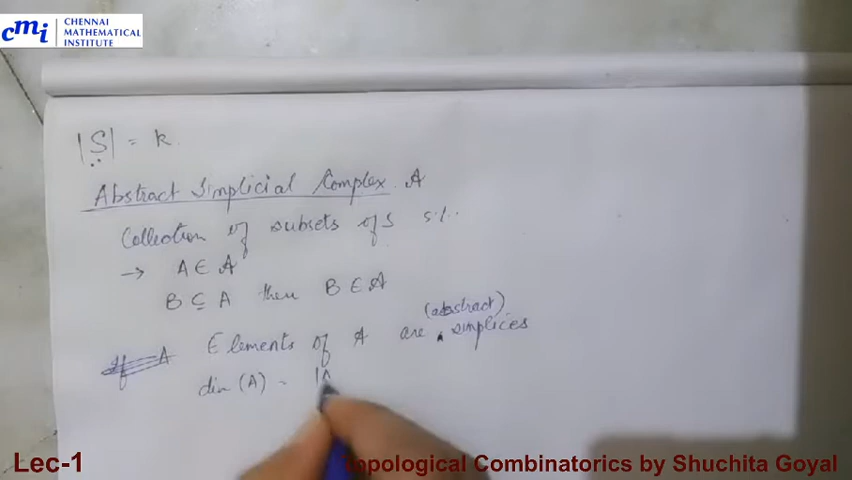 cmi CHENNAI MATHEMATICAL INSTITUTE
|S| = k.
Abstract Simplicial Complex. 𝒜
Collection of subsets of S s.t.
→ A ∈ 𝒜
B ⊆ A then B ∈ 𝒜
(abstract)
Elements of 𝒜 are simplices
dim (A) = |A
Lec-1
Topological Combinatorics by Shuchita Goyal